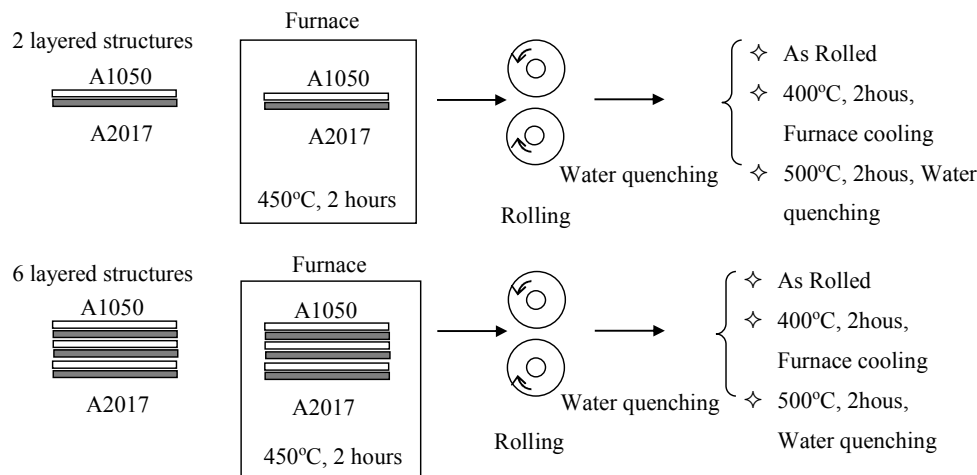 2 layered structures
A1050
A2017
Furnace
A1050
A2017
450°C, 2 hours
Rolling
Water quenching
✧ As Rolled
✧ 400°C, 2hous,
Furnace cooling
✧ 500°C, 2hous, Water
quenching
6 layered structures
A1050
A2017
Furnace
A1050
A2017
450°C, 2 hours
Rolling
Water quenching
✧ As Rolled
✧ 400°C, 2hous,
Furnace cooling
✧ 500°C, 2hous,
Water quenching